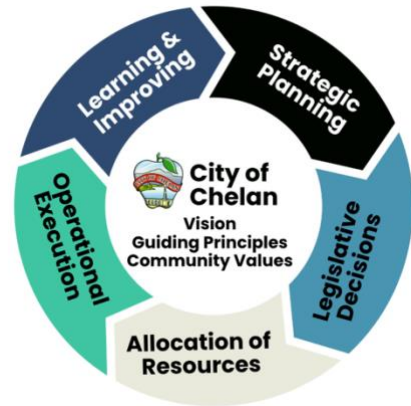 Learning &
Improving
Strategic
Planning
City of
Chelan
Vision
Guiding Principles
Community Values
Operational
Execution
Legislative
Decisions
Allocation of
Resources